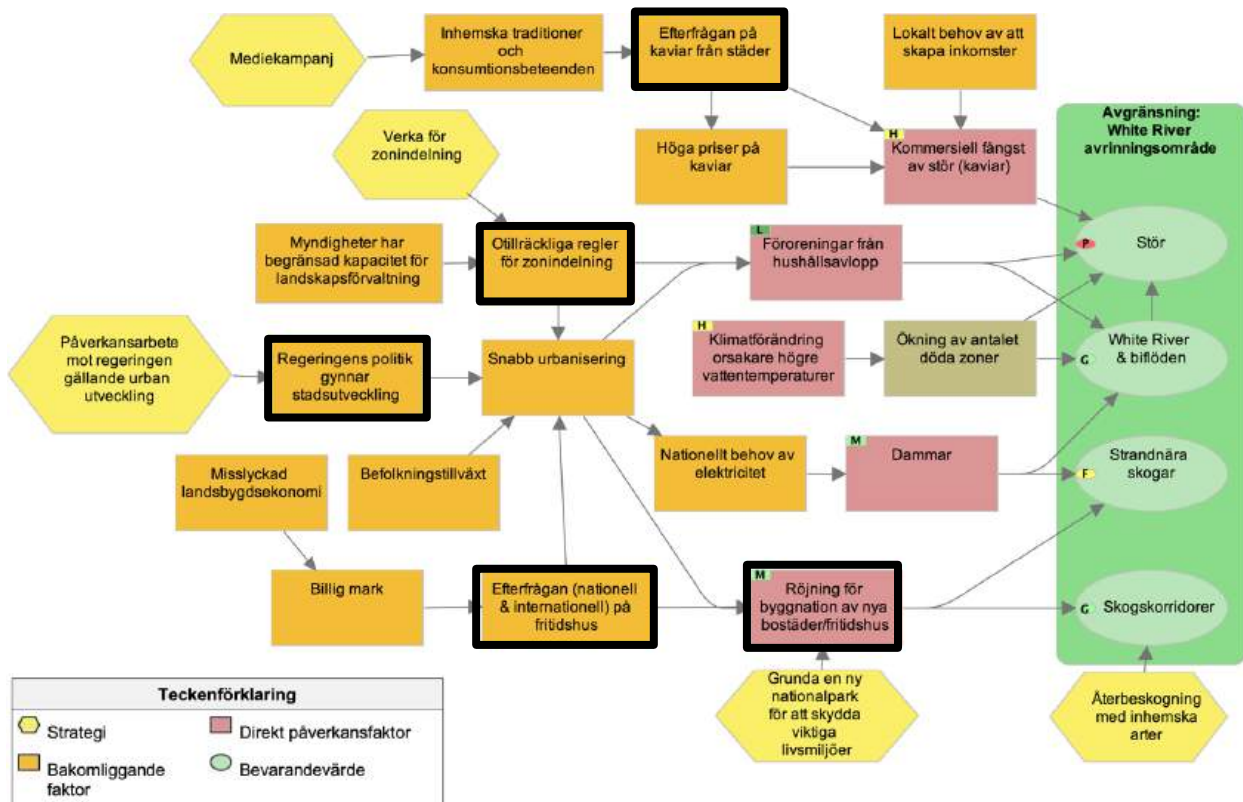 Mediekampanj
Inhemska traditioner
och
konsumtionsbeteenden
Efterfrågan på
kaviar från städer
Lokalt behov av att
skapa inkomster
Avgränsning:
White River
avrinningsområde
Verka för
zonindelning
Höga priser på
kaviar
H
Kommersiell fångst
av stör (kaviar)
Myndigheter har
begränsad kapacitet för
landskapsförvaltning
Otillräckliga regler
för zonindelning
L
Föroreningar från
hushållsavlopp
P
Stör
Påverkansarbete
mot regeringen
gällande urban
utveckling
Regeringens politik
gynnar
stadsutveckling
Snabb urbanisering
H
Klimatförändring
orsakare högre
vattentemperaturer
Ökning av antalet
döda zoner
G
White River
& biflöden
Misslyckad
landsbygdsekonomi
Befolkningstillväxt
Nationellt behov av
elektricitet
M
Dammar
F
Strandnära
skogar
Billig mark
Efterfrågan (nationell
& internationell) på
fritidshus
M
Röjning för
byggnation av nya
bostäder/fritidshus
G
Skogskorridorer
Grunda en ny
nationalpark
för att skydda
viktiga
livsmiljöer
Återbeskogning
med inhemska
arter
Teckenförklaring
Strategi
Direkt påverkansfaktor
Bakomliggande
faktor
Bevarandevärde